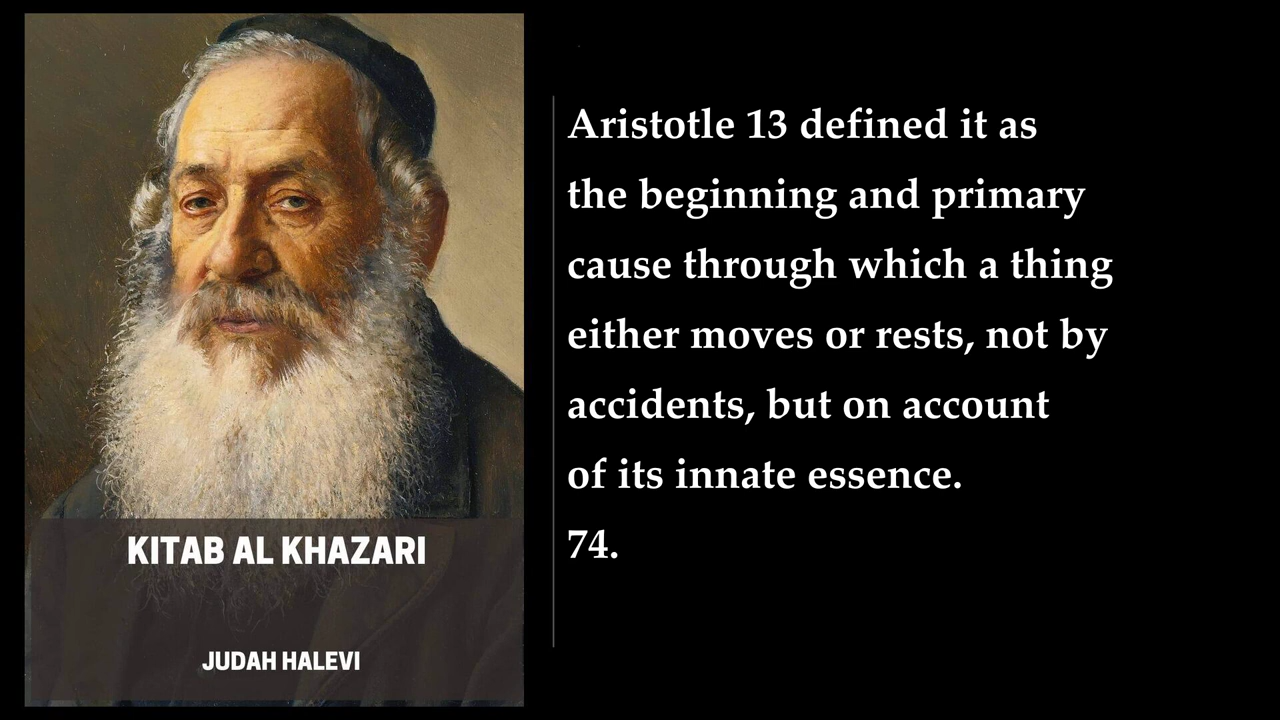 KITAB AL KHAZARI
JUDAH HALEVI
Aristotle 13 defined it as
the beginning and primary
cause through which a thing
either moves or rests, not by
accidents, but on account
of its innate essence.
74.